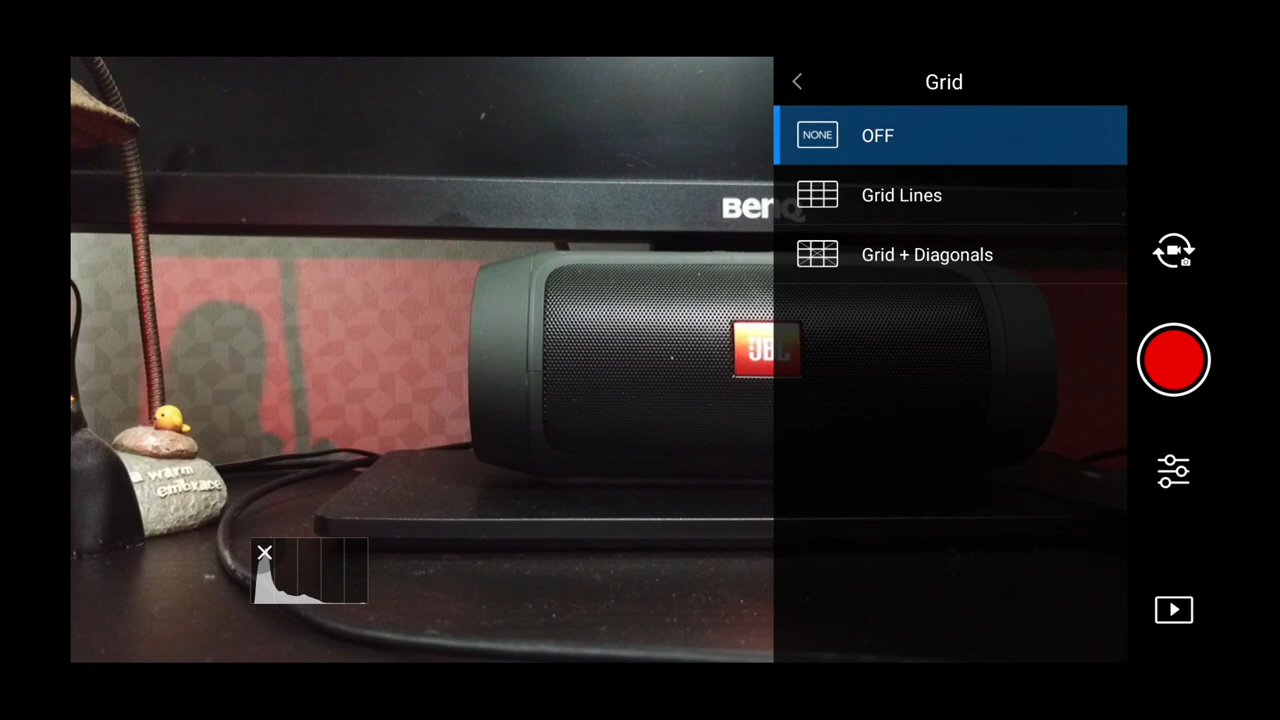 Grid
NONE OFF
Grid Lines
Grid + Diagonals
BenQ
JBL
a warm
embrace